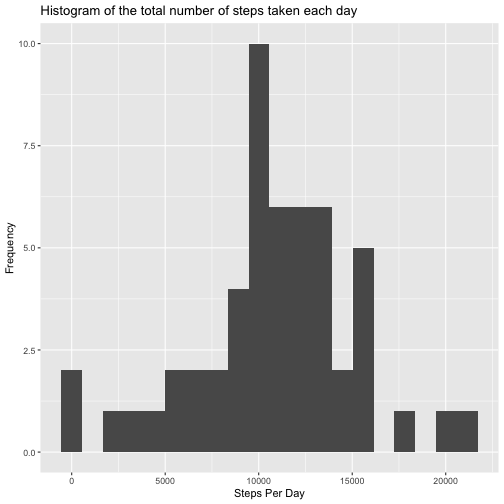 Histogram of the total number of steps taken each day
10.0
7.5
5.0
2.5
0.0
Frequency
0 5000 10000 15000 20000
Steps Per Day